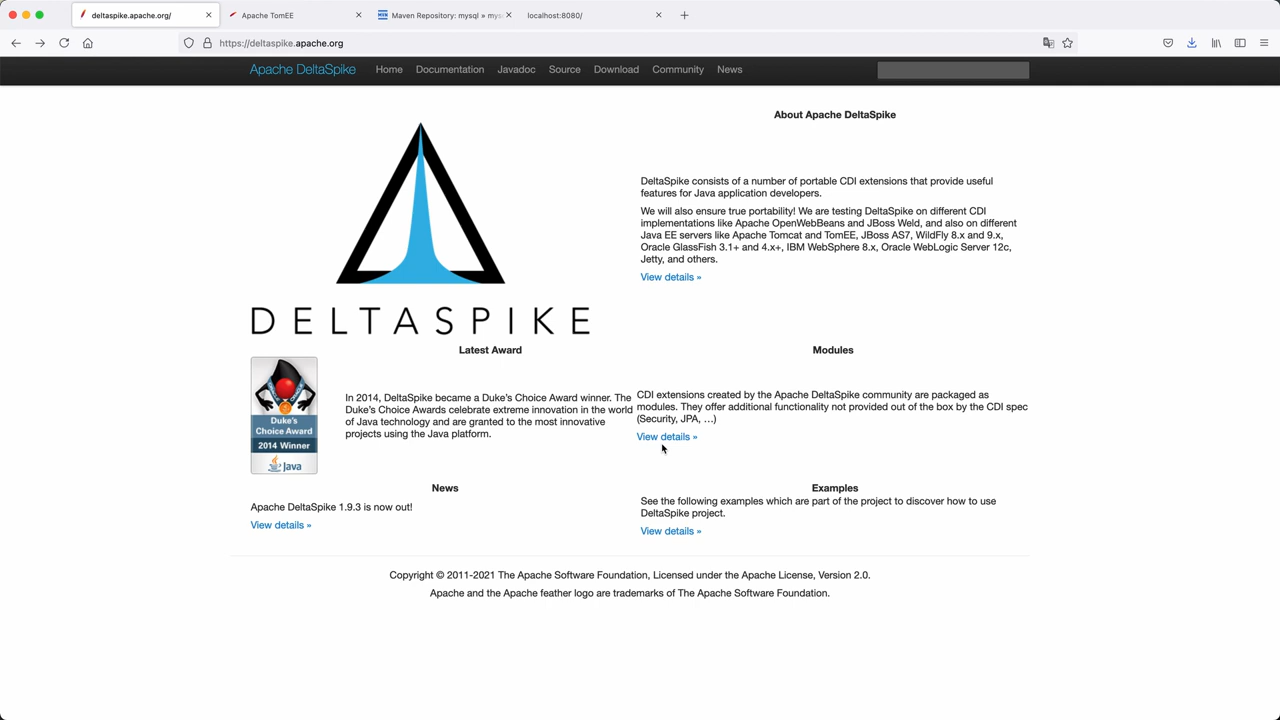 deltaspike.apache.org/
Apache TomEE
Maven Repository: mysql » mys
localhost:8080/
https://deltaspike.apache.org
Apache DeltaSpike Home Documentation Javadoc Source Download Community News
DELTASPIKE
About Apache DeltaSpike
DeltaSpike consists of a number of portable CDI extensions that provide useful
features for Java application developers.
We will also ensure true portability! We are testing DeltaSpike on different CDI
implementations like Apache OpenWebBeans and JBoss Weld, and also on different
Java EE servers like Apache Tomcat and TomEE, JBoss AS7, WildFly 8.x and 9.x,
Oracle GlassFish 3.1+ and 4.x+, IBM WebSphere 8.x, Oracle WebLogic Server 12c,
Jetty, and others.
View details »
Latest Award
Duke's
Choice Award
2014 Winner
Java
In 2014, DeltaSpike became a Duke's Choice Award winner. The
Duke's Choice Awards celebrate extreme innovation in the world
of Java technology and are granted to the most innovative
projects using the Java platform.
Modules
CDI extensions created by the Apache DeltaSpike community are packaged as
modules. They offer additional functionality not provided out of the box by the CDI spec
(Security, JPA, …)
View details »
News
Apache DeltaSpike 1.9.3 is now out!
View details »
Examples
See the following examples which are part of the project to discover how to use
DeltaSpike project.
View details »
Copyright © 2011-2021 The Apache Software Foundation, Licensed under the Apache License, Version 2.0.
Apache and the Apache feather logo are trademarks of The Apache Software Foundation.